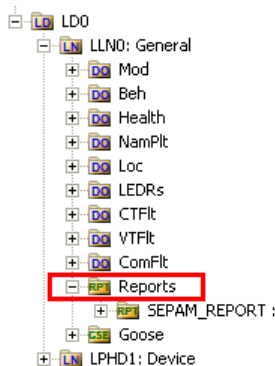 LD LD0
LN LLN0: General
DO Mod
DO Beh
DO Health
DO NamPlt
DO Loc
DO LEDRs
DO CTFlt
DO VTFlt
DO ComFlt
RPT Reports
RPT SEPAM_REPORT :
GSE Goose
LN LPHD1: Device